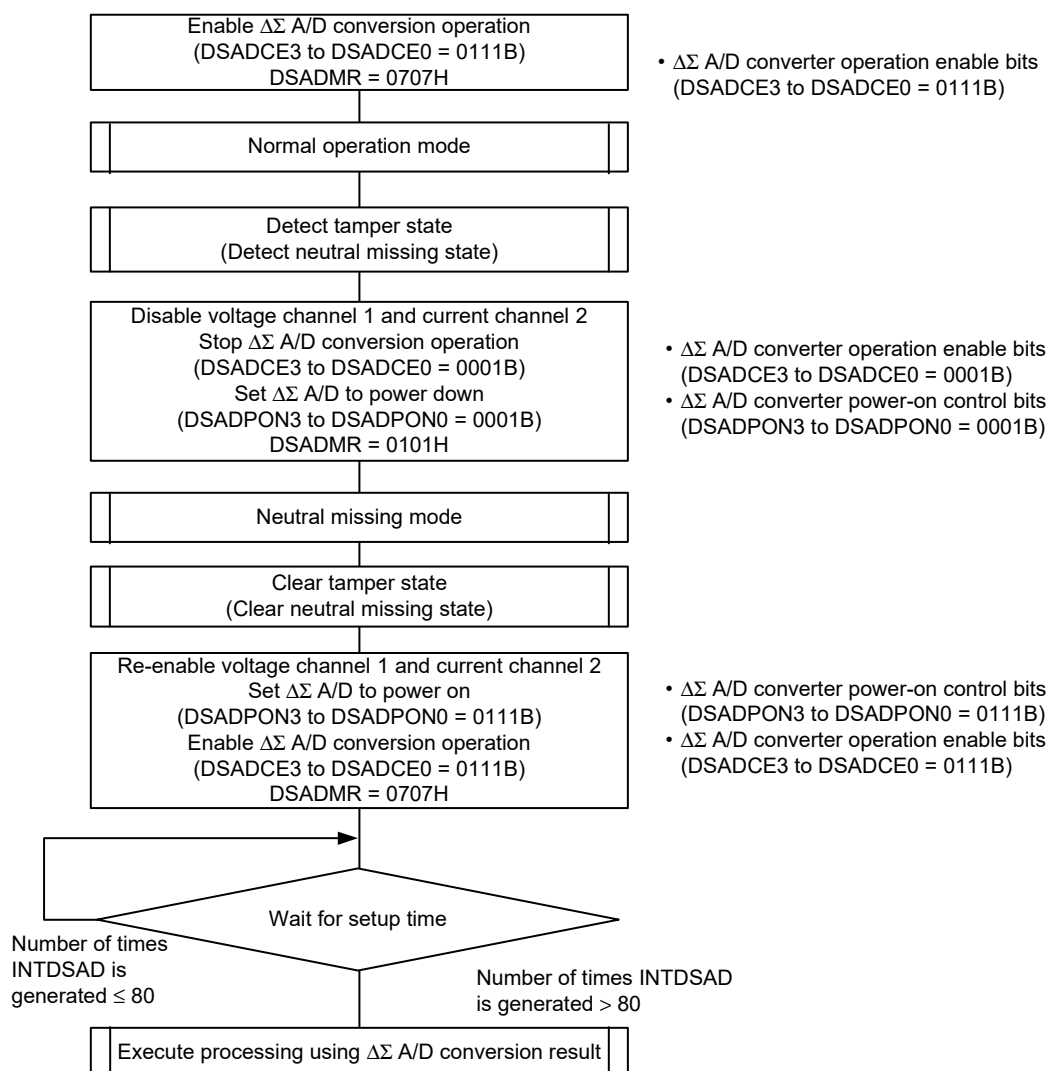 Enable ΔΣ A/D conversion operation
(DSADCE3 to DSADCE0 = 0111B)
DSADMR = 0707H
• ΔΣ A/D converter operation enable bits
(DSADCE3 to DSADCE0 = 0111B)
Normal operation mode
Detect tamper state
(Detect neutral missing state)
Disable voltage channel 1 and current channel 2
Stop ΔΣ A/D conversion operation
(DSADCE3 to DSADCE0 = 0001B)
Set ΔΣ A/D to power down
(DSADPON3 to DSADPON0 = 0001B)
DSADMR = 0101H
• ΔΣ A/D converter operation enable bits
(DSADCE3 to DSADCE0 = 0001B)
• ΔΣ A/D converter power-on control bits
(DSADPON3 to DSADPON0 = 0001B)
Neutral missing mode
Clear tamper state
(Clear neutral missing state)
Re-enable voltage channel 1 and current channel 2
Set ΔΣ A/D to power on
(DSADPON3 to DSADPON0 = 0111B)
Enable ΔΣ A/D conversion operation
(DSADCE3 to DSADCE0 = 0111B)
DSADMR = 0707H
• ΔΣ A/D converter power-on control bits
(DSADPON3 to DSADPON0 = 0111B)
• ΔΣ A/D converter operation enable bits
(DSADCE3 to DSADCE0 = 0111B)
Wait for setup time
Number of times
INTDSAD is
generated ≤ 80
Number of times INTDSAD
is generated > 80
Execute processing using ΔΣ A/D conversion result